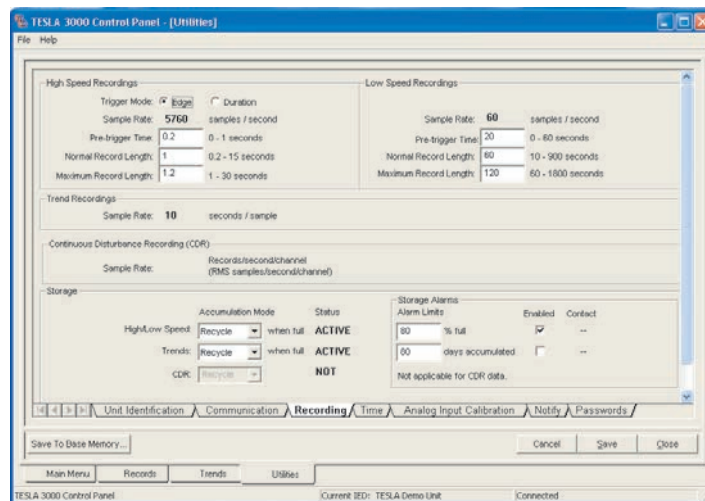 TESLA 3000 Control Panel - [Utilities]
File Help
High Speed Recordings
Trigger Mode: Edge Duration
Sample Rate: 5760 samples / second
Pre-trigger Time: 0.2 0 - 1 seconds
Normal Record Length: 1 0.2 - 15 seconds
Maximum Record Length: 1.2 1 - 30 seconds
Low Speed Recordings
Sample Rate: 60 samples / second
Pre-trigger Time: 20 0 - 60 seconds
Normal Record Length: 60 10 - 900 seconds
Maximum Record Length: 120 60 - 1800 seconds
Trend Recordings
Sample Rate: 10 seconds / sample
Continuous Disturbance Recording (CDR)
Records/second/channel
Sample Rate: (RMS samples/second/channel)
Storage
Accumulation Mode Status
High/Low Speed: Recycle when full ACTIVE
Trends: Recycle when full ACTIVE
CDR: Recycle NOT
Storage Alarms
Alarm Limits Enabled Contact
80 % full --
60 days accumulated --
Not applicable for CDR data.
Unit Identification Communication Recording Time Analog Input Calibration Notify Passwords
Save To Base Memory... Cancel Save Close
Main Menu Records Trends Utilities
TESLA 3000 Control Panel Current IED: TESLA Demo Unit Connected